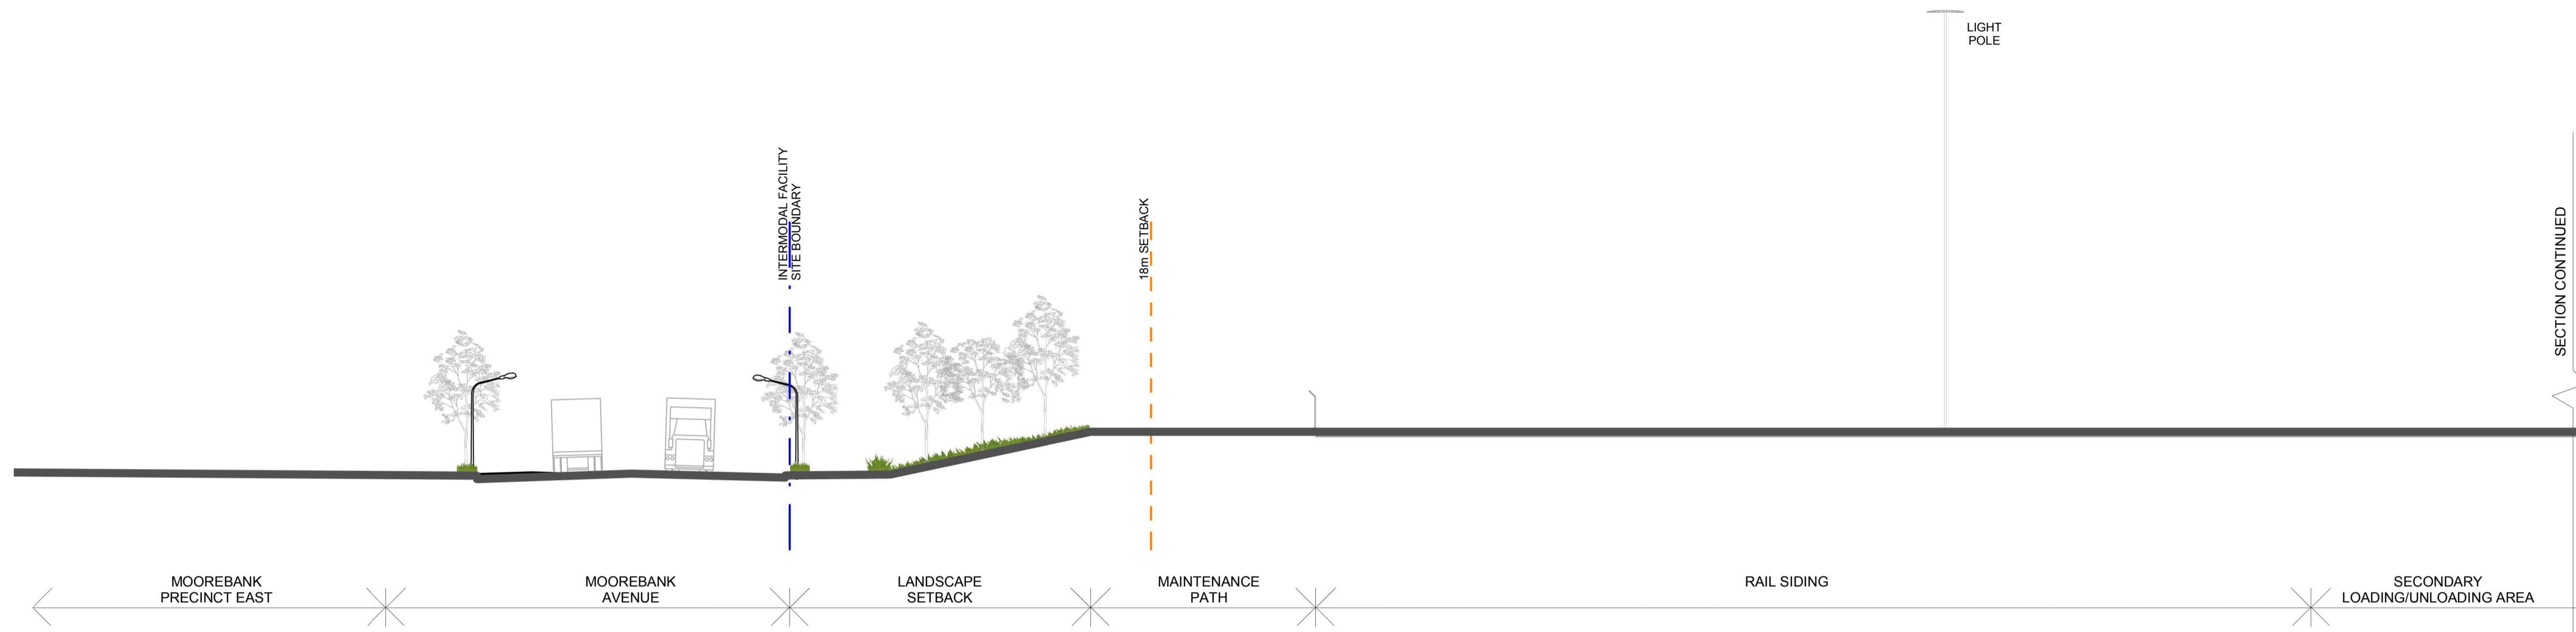 LIGHT
POLE
INTERMODAL FACILITY
SITE BOUNDARY
18m SETBACK
SECTION CONTINUED
MOOREBANK
PRECINCT EAST
MOOREBANK
AVENUE
LANDSCAPE
SETBACK
MAINTENANCE
PATH
RAIL SIDING
SECONDARY
LOADING/UNLOADING AREA